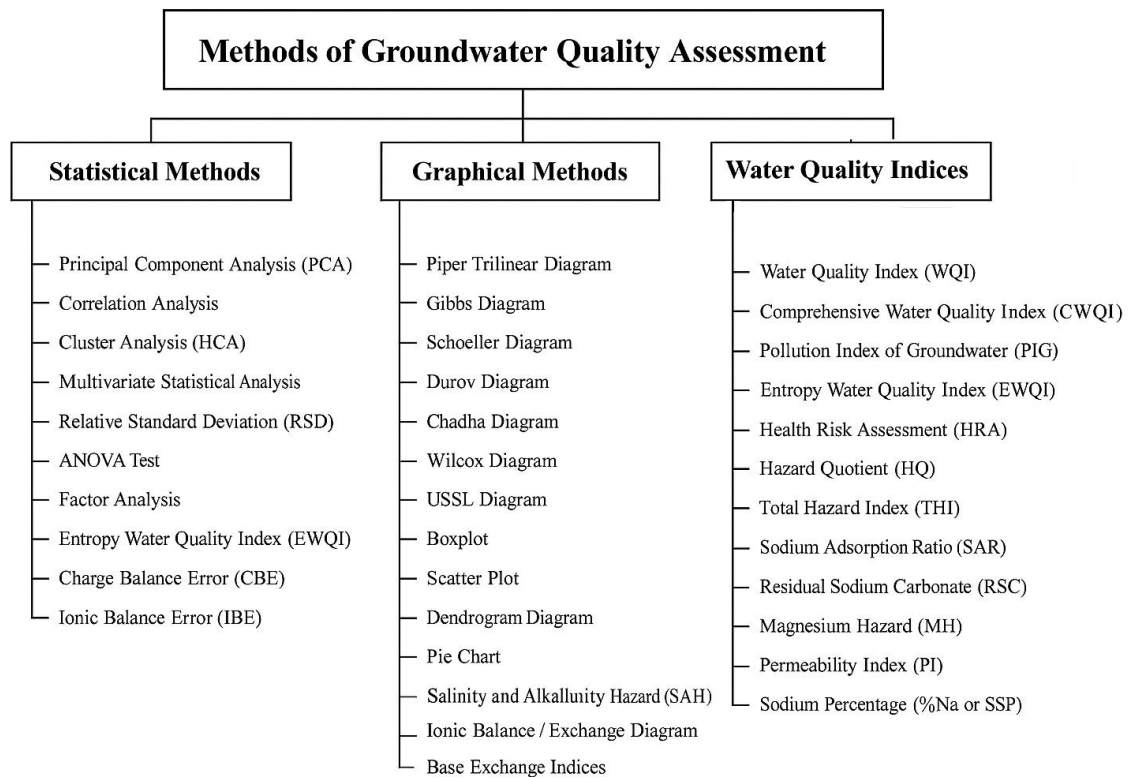 Methods of Groundwater Quality Assessment
Statistical Methods
Principal Component Analysis (PCA)
Correlation Analysis
Cluster Analysis (HCA)
Multivariate Statistical Analysis
Relative Standard Deviation (RSD)
ANOVA Test
Factor Analysis
Entropy Water Quality Index (EWQI)
Charge Balance Error (CBE)
Ionic Balance Error (IBE)
Graphical Methods
Piper Trilinear Diagram
Gibbs Diagram
Schoeller Diagram
Durov Diagram
Chadha Diagram
Wilcox Diagram
USSL Diagram
Boxplot
Scatter Plot
Dendrogram Diagram
Pie Chart
Salinity and Alkallunity Hazard (SAH)
Ionic Balance / Exchange Diagram
Base Exchange Indices
Water Quality Indices
Water Quality Index (WQI)
Comprehensive Water Quality Index (CWQI)
Pollution Index of Groundwater (PIG)
Entropy Water Quality Index (EWQI)
Health Risk Assessment (HRA)
Hazard Quotient (HQ)
Total Hazard Index (THI)
Sodium Adsorption Ratio (SAR)
Residual Sodium Carbonate (RSC)
Magnesium Hazard (MH)
Permeability Index (PI)
Sodium Percentage (%Na or SSP)